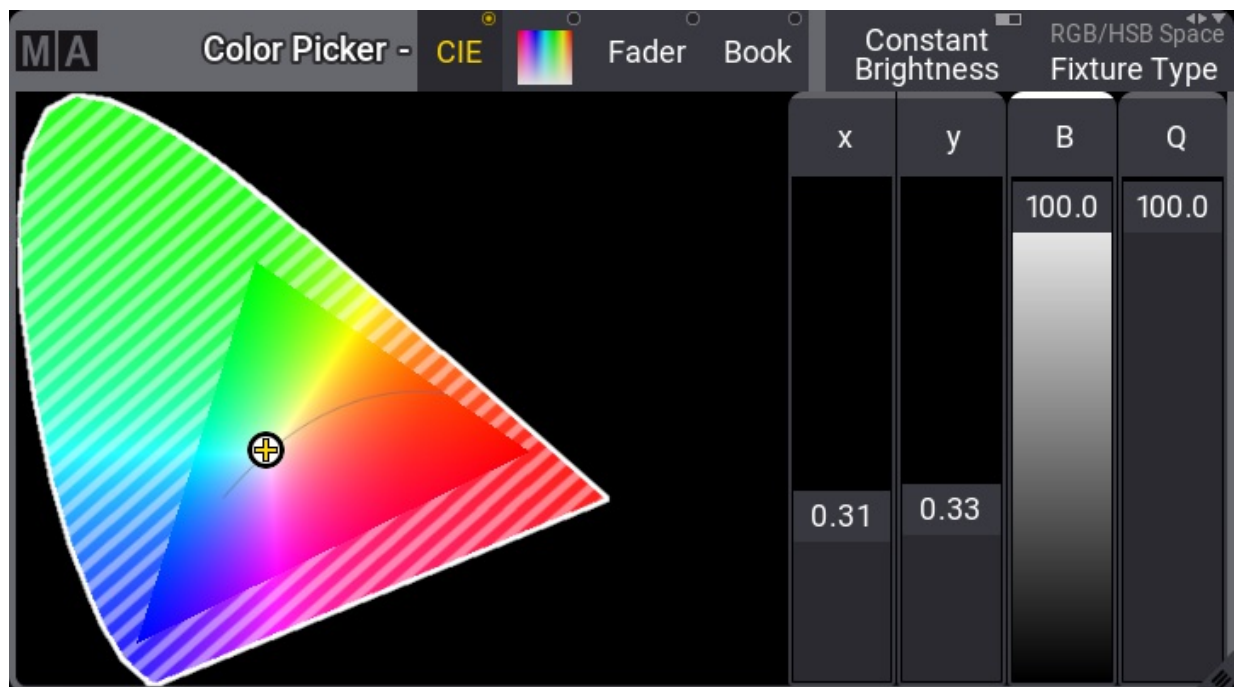 MA Color Picker - CIE Fader Book Constant Brightness RGB/HSB Space Fixture Type
x y B Q
100.0 100.0
0.31 0.33